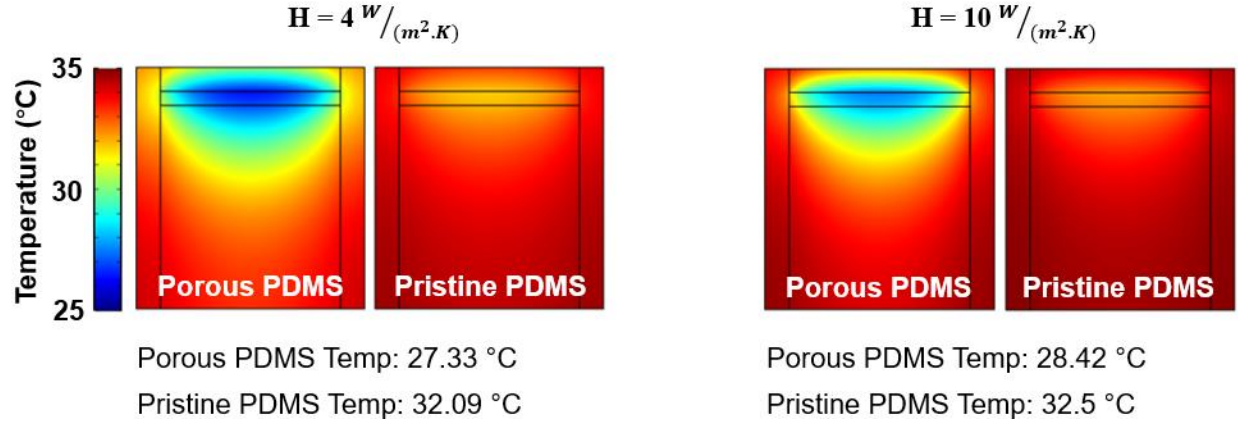 H = 4 W/(m².K)
H = 10 W/(m².K)
Temperature (°C)
35
30
25
Porous PDMS
Pristine PDMS
Porous PDMS
Pristine PDMS
Porous PDMS Temp: 27.33 °C
Pristine PDMS Temp: 32.09 °C
Porous PDMS Temp: 28.42 °C
Pristine PDMS Temp: 32.5 °C